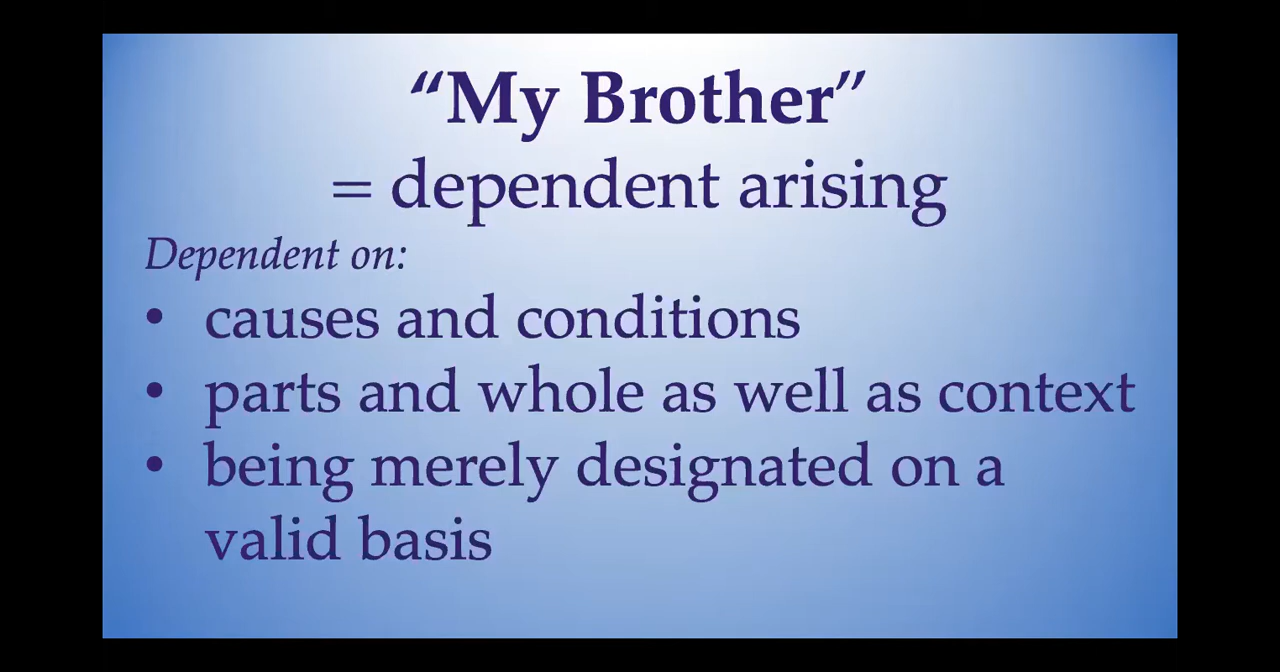 “My Brother”
= dependent arising
Dependent on:
• causes and conditions
• parts and whole as well as context
• being merely designated on a
valid basis